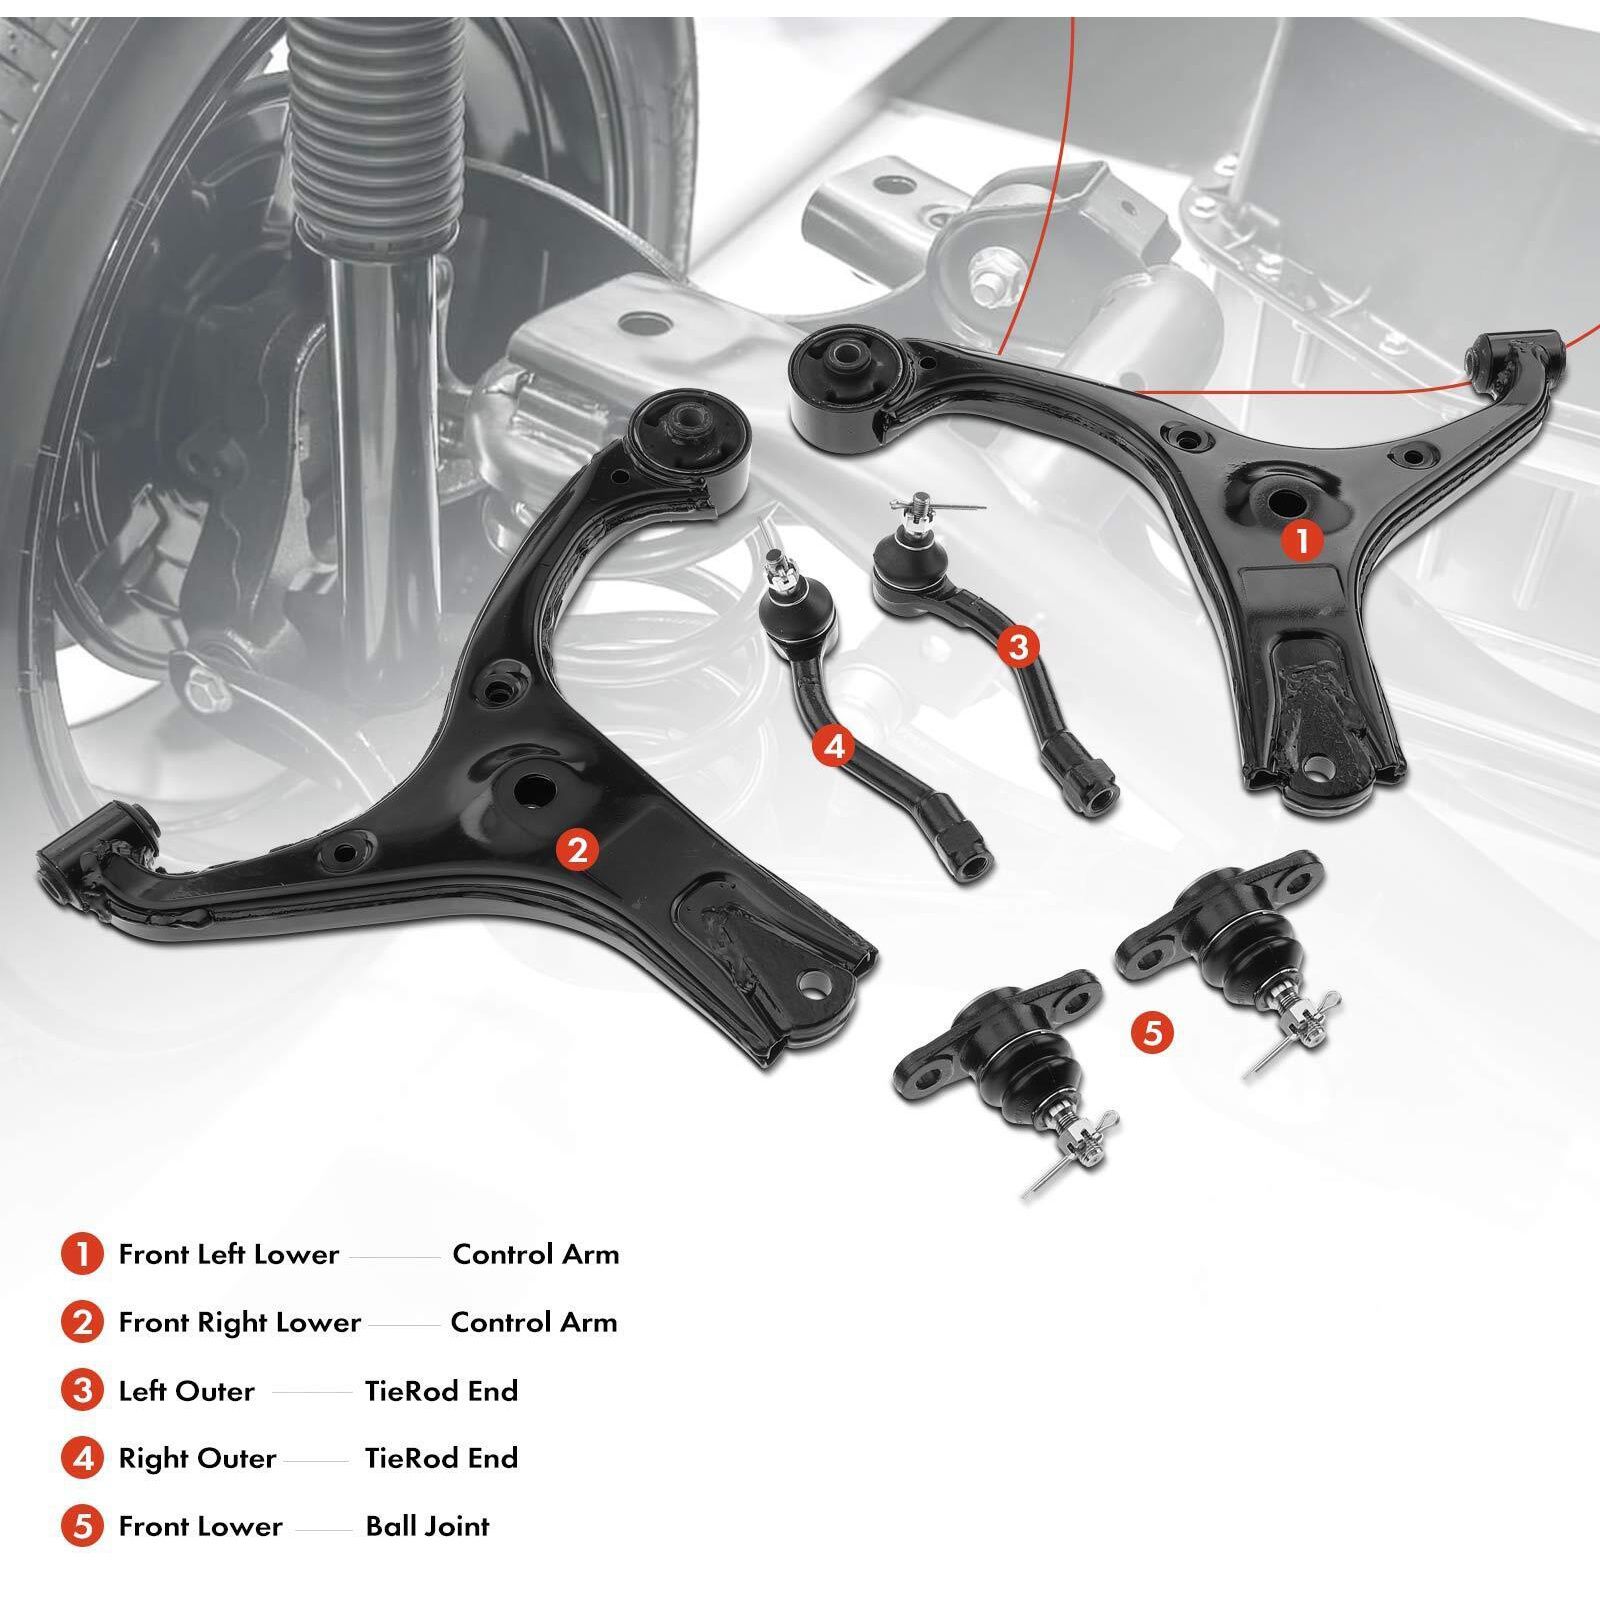 1
3
4
2
5
1 Front Left Lower Control Arm
2 Front Right Lower Control Arm
3 Left Outer TieRod End
4 Right Outer TieRod End
5 Front Lower Ball Joint